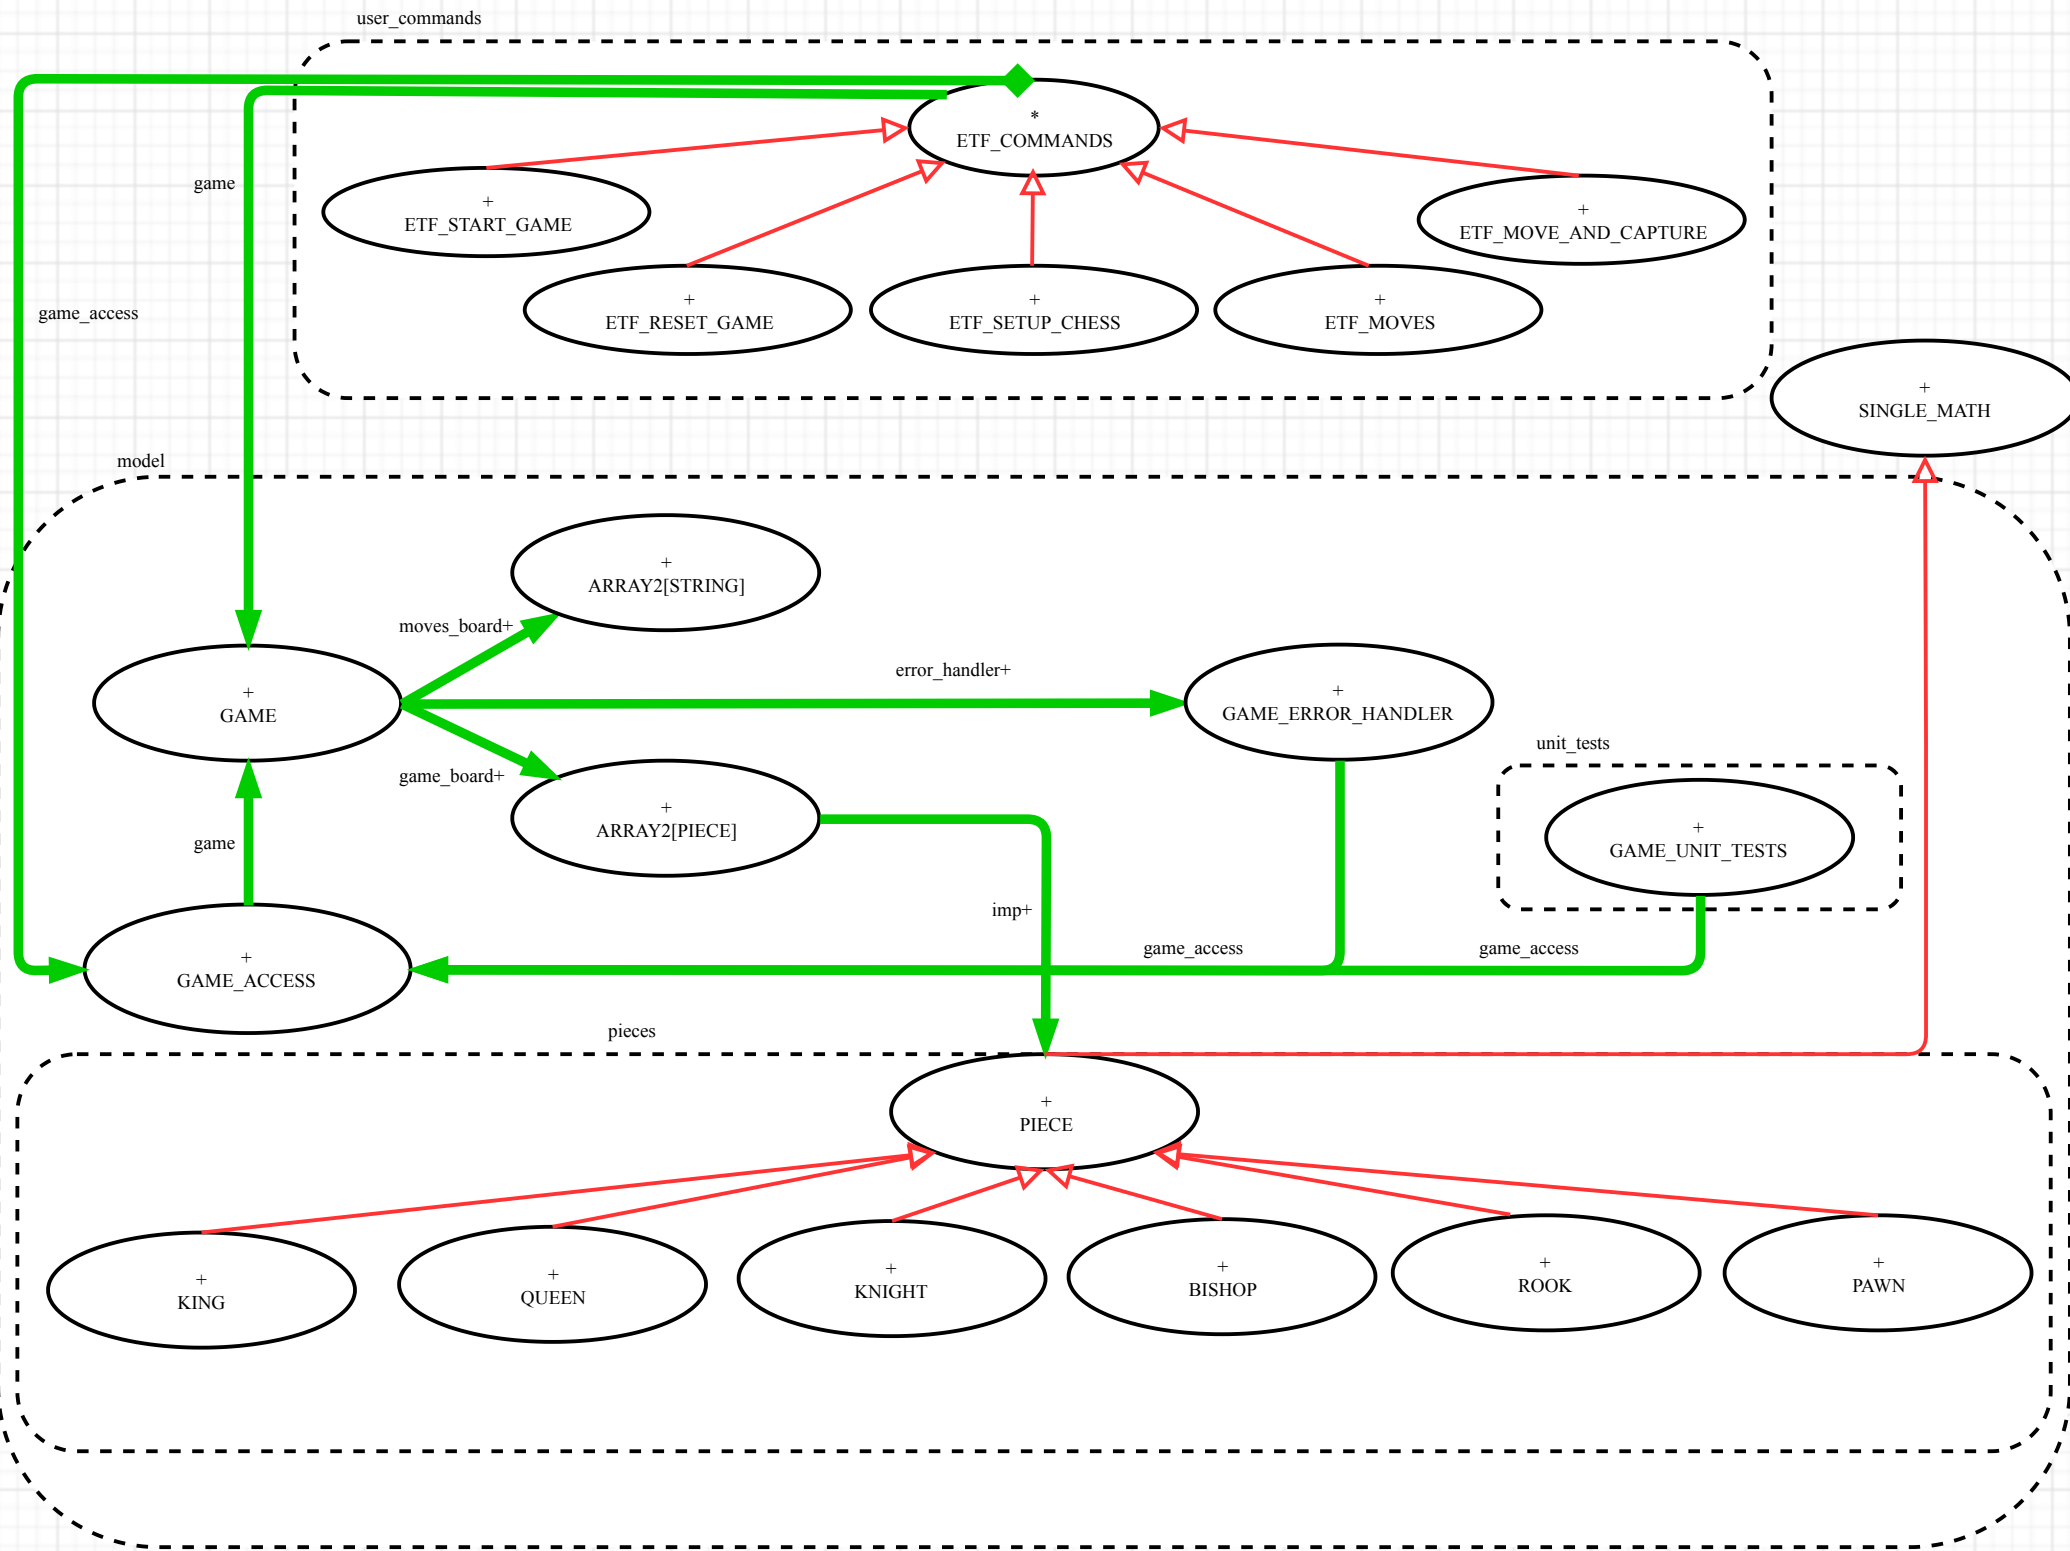 user_commands
*
ETF_COMMANDS
game
+
ETF_START_GAME
+
ETF_MOVE_AND_CAPTURE
+
ETF_RESET_GAME
+
ETF_SETUP_CHESS
+
ETF_MOVES
game_access
+
SINGLE_MATH
model
+
ARRAY2[STRING]
moves_board+
error_handler+
+
GAME
+
GAME_ERROR_HANDLER
unit_tests
game_board+
+
ARRAY2[PIECE]
+
GAME_UNIT_TESTS
game
imp+
game_access
game_access
+
GAME_ACCESS
pieces
+
PIECE
+
KING
+
QUEEN
+
KNIGHT
+
BISHOP
+
ROOK
+
PAWN